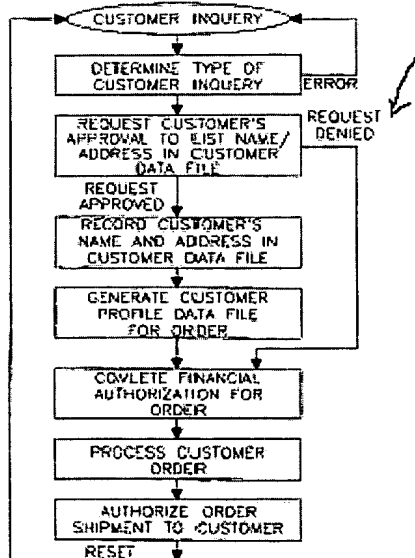 CUSTOMER INQUERY
DETERMINE TYPE OF
CUSTOMER INQUERY
ERROR
REQUEST CUSTOMER'S
APPROVAL TO LIST NAME/
ADDRESS IN CUSTOMER
DATA FILE
REQUEST
DENIED
REQUEST
APPROVED
RECORD CUSTOMER'S
NAME AND ADDRESS IN
CUSTOMER DATA FILE
GENERATE CUSTOMER
PROFILE DATA FILE
FOR ORDER
COMLETE FINANCIAL
AUTHORIZATION FOR
ORDER
PROCESS CUSTOMER
ORDER
AUTHORIZE ORDER
SHIPMENT TO CUSTOMER
RESET